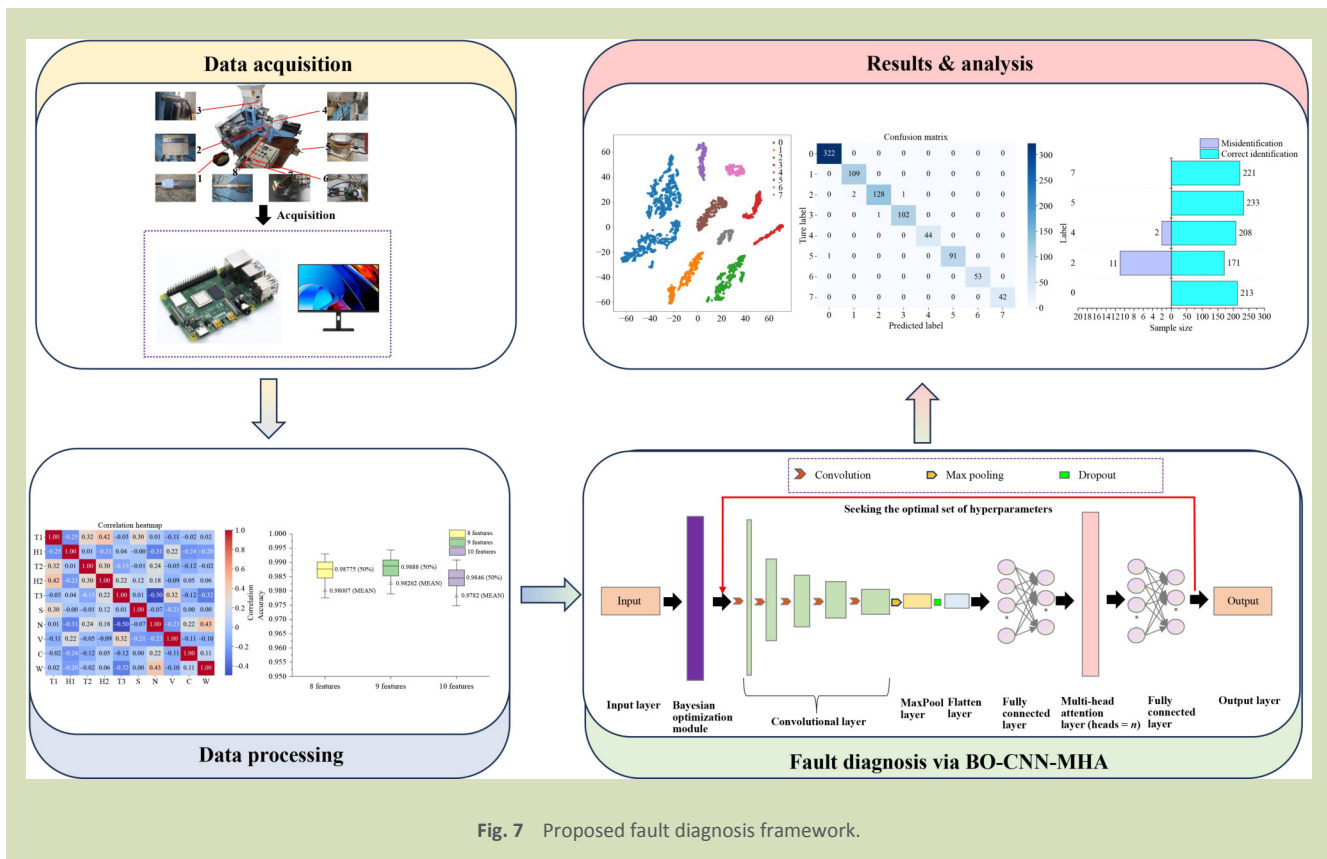 Data acquisition
3
4
2
5
1
8
7
6
Acquisition
Results & analysis
60
40
20
0
−20
−40
−60
−60 −40 −20 0 20 40 60
0
1
2
3
4
5
6
7
Confusion matrix
Ture label
0 322 0 0 0 0 0 0 0
1 0 109 0 0 0 0 0 0
2 0 2 128 1 0 0 0 0
3 0 0 1 102 0 0 0 0
4 0 0 0 0 44 0 0 0
5 1 0 0 0 0 91 0 0
6 0 0 0 0 0 0 53 0
7 0 0 0 0 0 0 0 42
0 1 2 3 4 5 6 7
Predicted label
300
250
200
150
100
50
0
Misidentification
Correct identification
Label
7 221
5 233
4 2 208
2 11 171
0 213
20 18 16 14 12 10 8 6 4 2 0 50 100 150 200 250 300
Sample size
Correlation heatmap
T1 1.00 −0.25 0.32 0.42 −0.03 0.30 0.01 −0.11 −0.02 0.02
H1 −0.25 1.00 0.01 −0.21 0.04 −0.00 −0.31 0.22 −0.24 −0.20
T2 0.32 0.01 1.00 0.30 −0.15 −0.01 0.24 −0.05 −0.12 −0.02
H2 0.42 −0.21 0.30 1.00 0.22 0.12 0.18 −0.09 0.05 0.06
T3 −0.03 0.04 −0.15 0.22 1.00 0.01 −0.50 0.32 −0.12 −0.32
S 0.30 −0.00 −0.01 0.12 0.01 1.00 −0.07 −0.21 0.00 0.00
N 0.01 −0.31 0.24 0.18 −0.50 −0.07 1.00 −0.23 0.22 0.43
V −0.11 0.22 −0.05 −0.09 0.32 −0.21 −0.23 1.00 −0.11 −0.10
C −0.02 −0.24 −0.12 0.05 −0.12 0.00 0.22 −0.11 1.00 0.11
W 0.02 −0.20 −0.02 0.06 −0.32 0.00 0.43 −0.10 0.11 1.00
T1 H1 T2 H2 T3 S N V C W
1.0
0.8
0.6
0.4
0.2
0
−0.2
−0.4
Correlation
Accuracy
1.000
0.995
0.990
0.985
0.980
0.975
0.970
0.965
0.960
0.955
0.950
8 features
9 features
10 features
0.98775 (50%)
0.98007 (MEAN)
0.9888 (50%)
0.98262 (MEAN)
0.9846 (50%)
0.9782 (MEAN)
8 features 9 features 10 features
Data processing
Convolution Max pooling Dropout
Seeking the optimal set of hyperparameters
Input
Output
Input layer
Bayesian
optimization
module
Convolutional layer
MaxPool
layer
Flatten
layer
Fully
connected
layer
Multi-head
attention
layer (heads = n)
Fully
connected
layer
Output layer
Fault diagnosis via BO-CNN-MHA
Fig. 7 Proposed fault diagnosis framework.